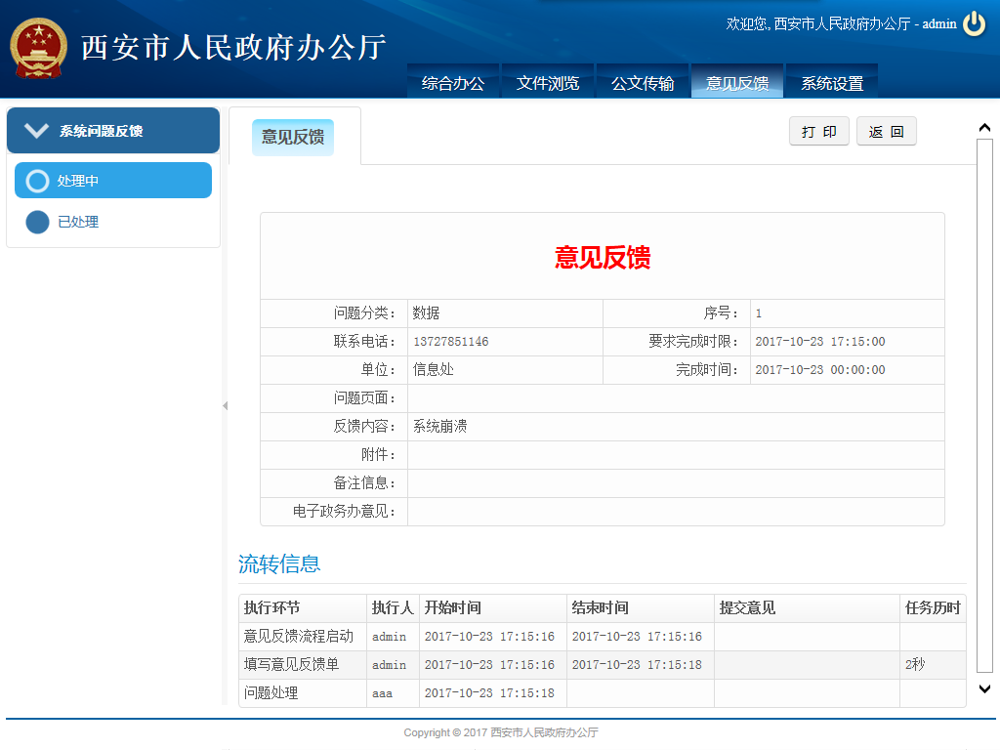 欢迎您, 西安市人民政府办公厅 - admin
西安市人民政府办公厅
综合办公 文件浏览 公文传输 意见反馈 系统设置
系统问题反馈
处理中
已处理
意见反馈
打 印 返 回
意见反馈
问题分类： 数据 序号： 1
联系电话： 13727851146 要求完成时限： 2017-10-23 17:15:00
单位： 信息处 完成时间： 2017-10-23 00:00:00
问题页面：
反馈内容： 系统崩溃
附件：
备注信息：
电子政务办意见：
流转信息
执行环节 执行人 开始时间 结束时间 提交意见 任务历时
意见反馈流程启动 admin 2017-10-23 17:15:16 2017-10-23 17:15:16
填写意见反馈单 admin 2017-10-23 17:15:16 2017-10-23 17:15:18 2秒
问题处理 aaa 2017-10-23 17:15:18
Copyright © 2017 西安市人民政府办公厅